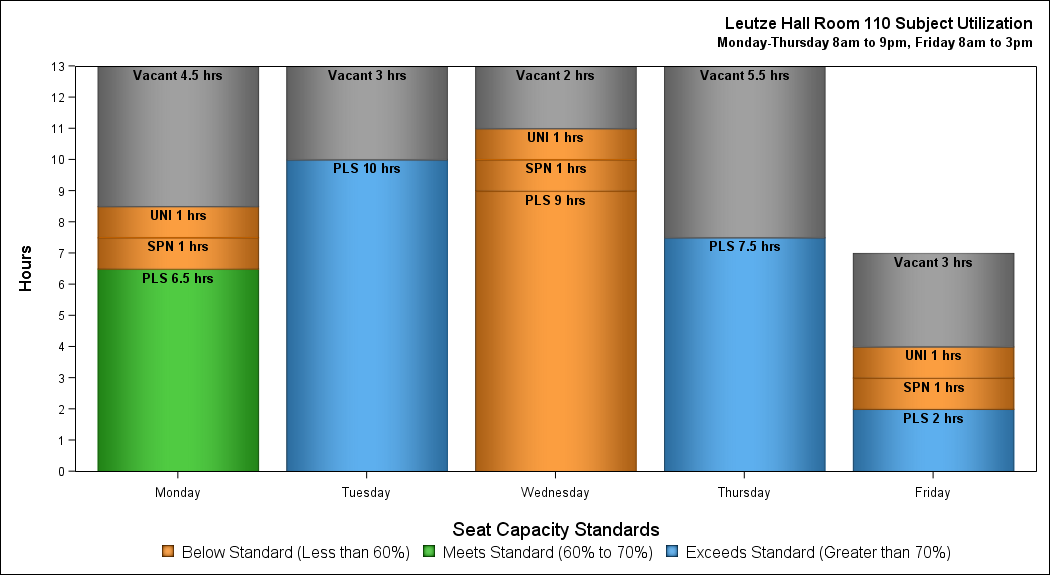 Leutze Hall Room 110 Subject Utilization
Monday-Thursday 8am to 9pm, Friday 8am to 3pm
Hours
13
12
11
10
9
8
7
6
5
4
3
2
1
0
Vacant 4.5 hrs
UNI 1 hrs
SPN 1 hrs
PLS 6.5 hrs
Vacant 3 hrs
PLS 10 hrs
Vacant 2 hrs
UNI 1 hrs
SPN 1 hrs
PLS 9 hrs
Vacant 5.5 hrs
PLS 7.5 hrs
Vacant 3 hrs
UNI 1 hrs
SPN 1 hrs
PLS 2 hrs
Monday Tuesday Wednesday Thursday Friday
Seat Capacity Standards
Below Standard (Less than 60%) Meets Standard (60% to 70%) Exceeds Standard (Greater than 70%)